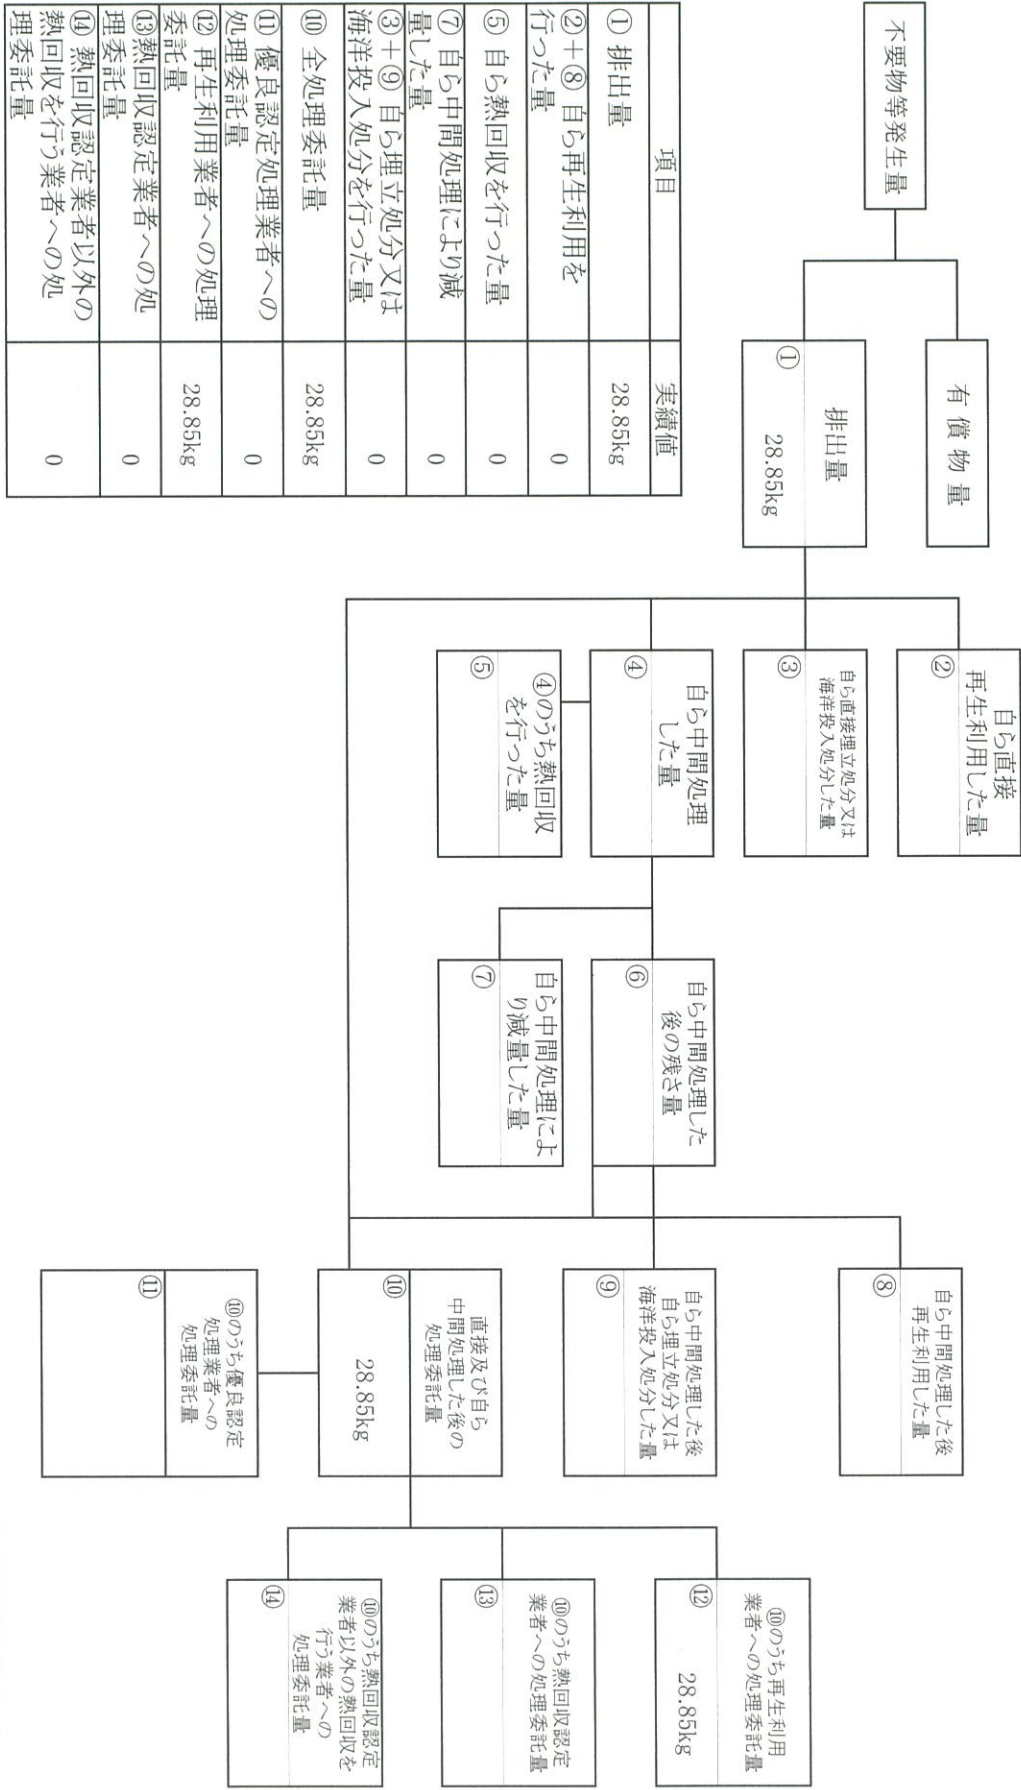 不要物等発生量
有償物量
排出量
① 28.85kg
自ら直接
再生利用した量
②
自ら直接埋立処分又は
海洋投入処分した量
③
自ら中間処理
した量
④
④のうち熱回収
を行った量
⑤
自ら中間処理した
後の残さ量
⑥
自ら中間処理によ
り減量した量
⑦
自ら中間処理した後
再生利用した量
⑧
自ら中間処理した後
自ら埋立処分又は
海洋投入処分した量
⑨
直接及び自ら
中間処理した後の
処理委託量
⑩ 28.85kg
⑩のうち優良認定
処理業者への
処理委託量
⑪
⑩のうち再生利用
業者への処理委託量
⑫ 28.85kg
⑩のうち熱回収認定
業者への処理委託量
⑬
⑩のうち熱回収認定
業者以外の熱回収を
行う業者への
処理委託量
⑭
項目 実績値
① 排出量 28.85kg
②+⑧ 自ら再生利用を
行った量 0
⑤ 自ら熱回収を行った量 0
⑦ 自ら中間処理により減
量した量 0
③+⑨ 自ら埋立処分又は
海洋投入処分を行った量 0
⑩ 全処理委託量 28.85kg
⑪ 優良認定処理業者への
処理委託量 0
⑫ 再生利用業者への処理
委託量 28.85kg
⑬熱回収認定業者への処
理委託量 0
⑭ 熱回収認定業者以外の
熱回収を行う業者への処
理委託量 0